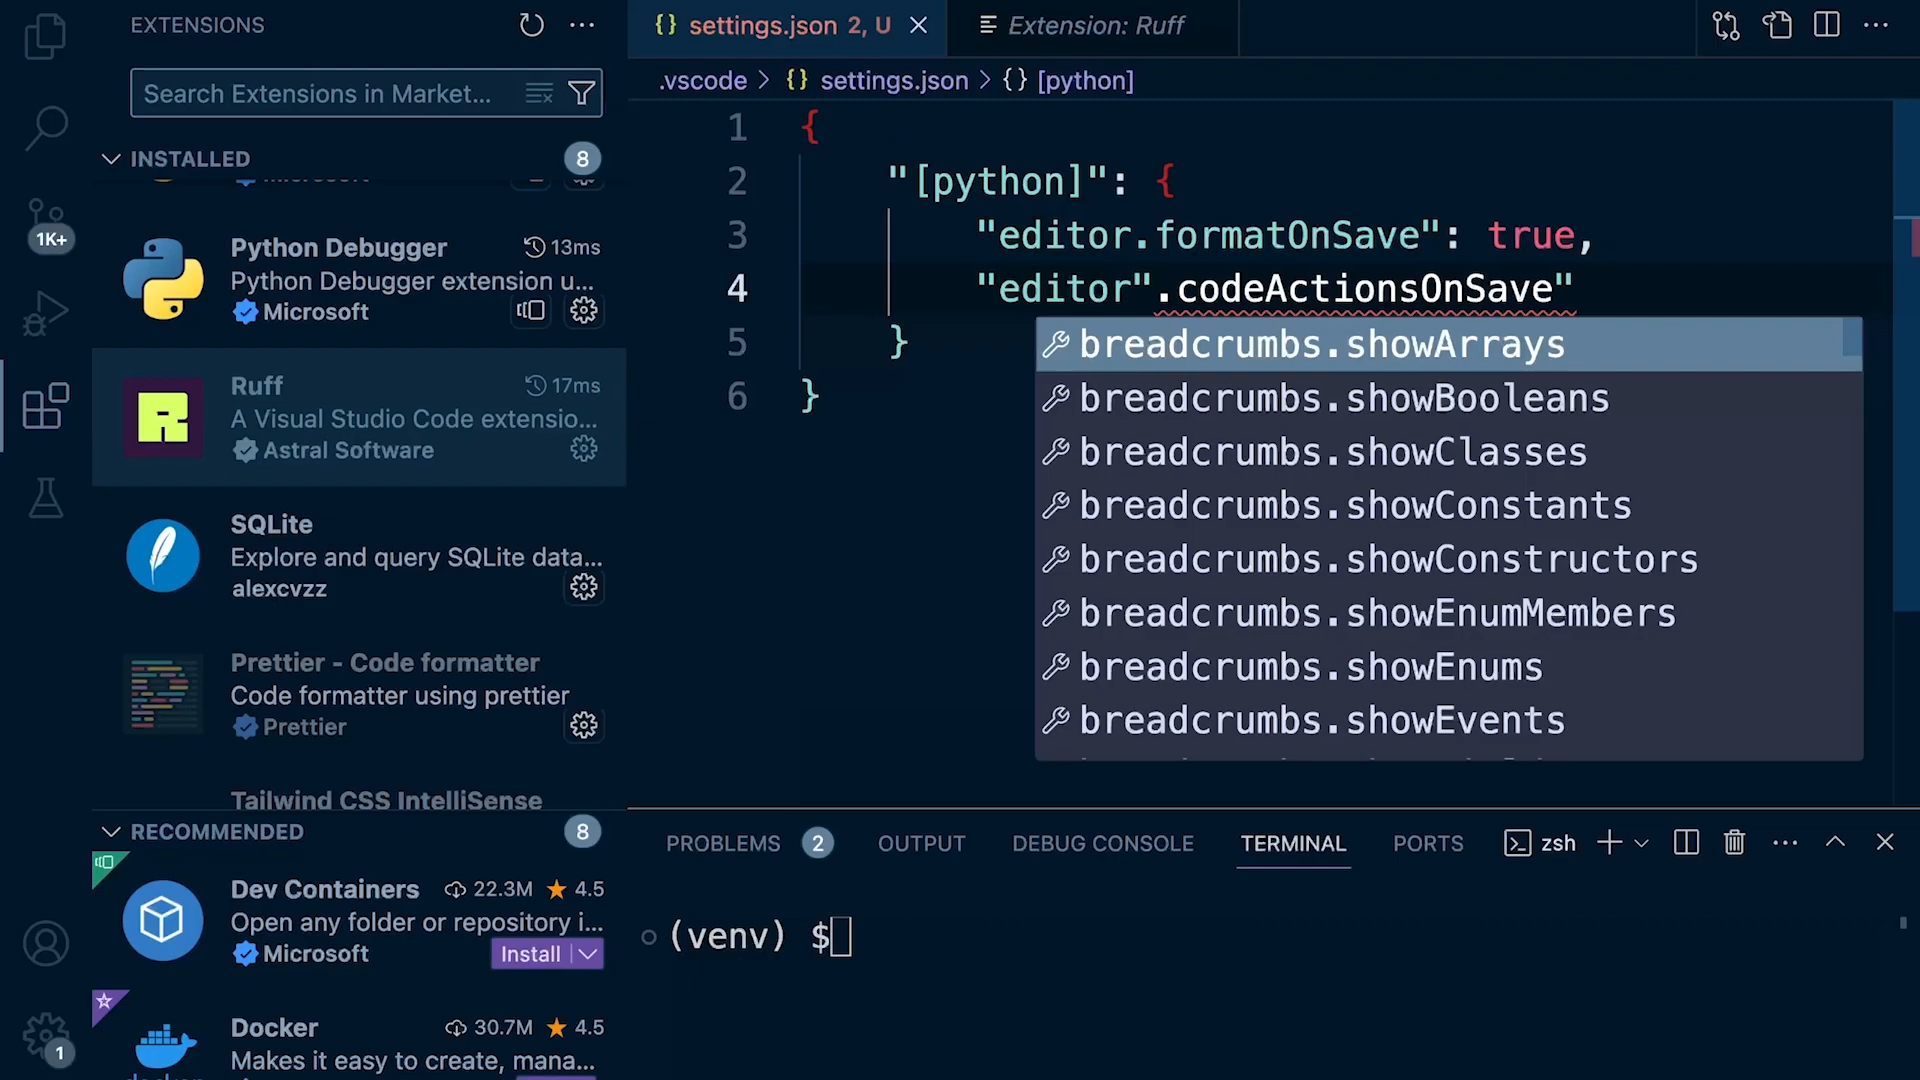 EXTENSIONS
Search Extensions in Market...
INSTALLED 8
Python Debugger 13ms
Python Debugger extension u...
Microsoft
Ruff 17ms
A Visual Studio Code extensio...
Astral Software
SQLite
Explore and query SQLite data...
alexcvzz
Prettier - Code formatter
Code formatter using prettier
Prettier
Tailwind CSS IntelliSense
RECOMMENDED 8
Dev Containers 22.3M 4.5
Open any folder or repository i...
Microsoft Install
Docker 30.7M 4.5
Makes it easy to create, mana...
1K+
1
{} settings.json 2, U
Extension: Ruff
.vscode > {} settings.json > {} [python]
1 {
2 "[python]": {
3 "editor.formatOnSave": true,
4 "editor".codeActionsOnSave"
5 }
6 }
breadcrumbs.showArrays
breadcrumbs.showBooleans
breadcrumbs.showClasses
breadcrumbs.showConstants
breadcrumbs.showConstructors
breadcrumbs.showEnumMembers
breadcrumbs.showEnums
breadcrumbs.showEvents
PROBLEMS 2 OUTPUT DEBUG CONSOLE TERMINAL PORTS zsh
(venv) $